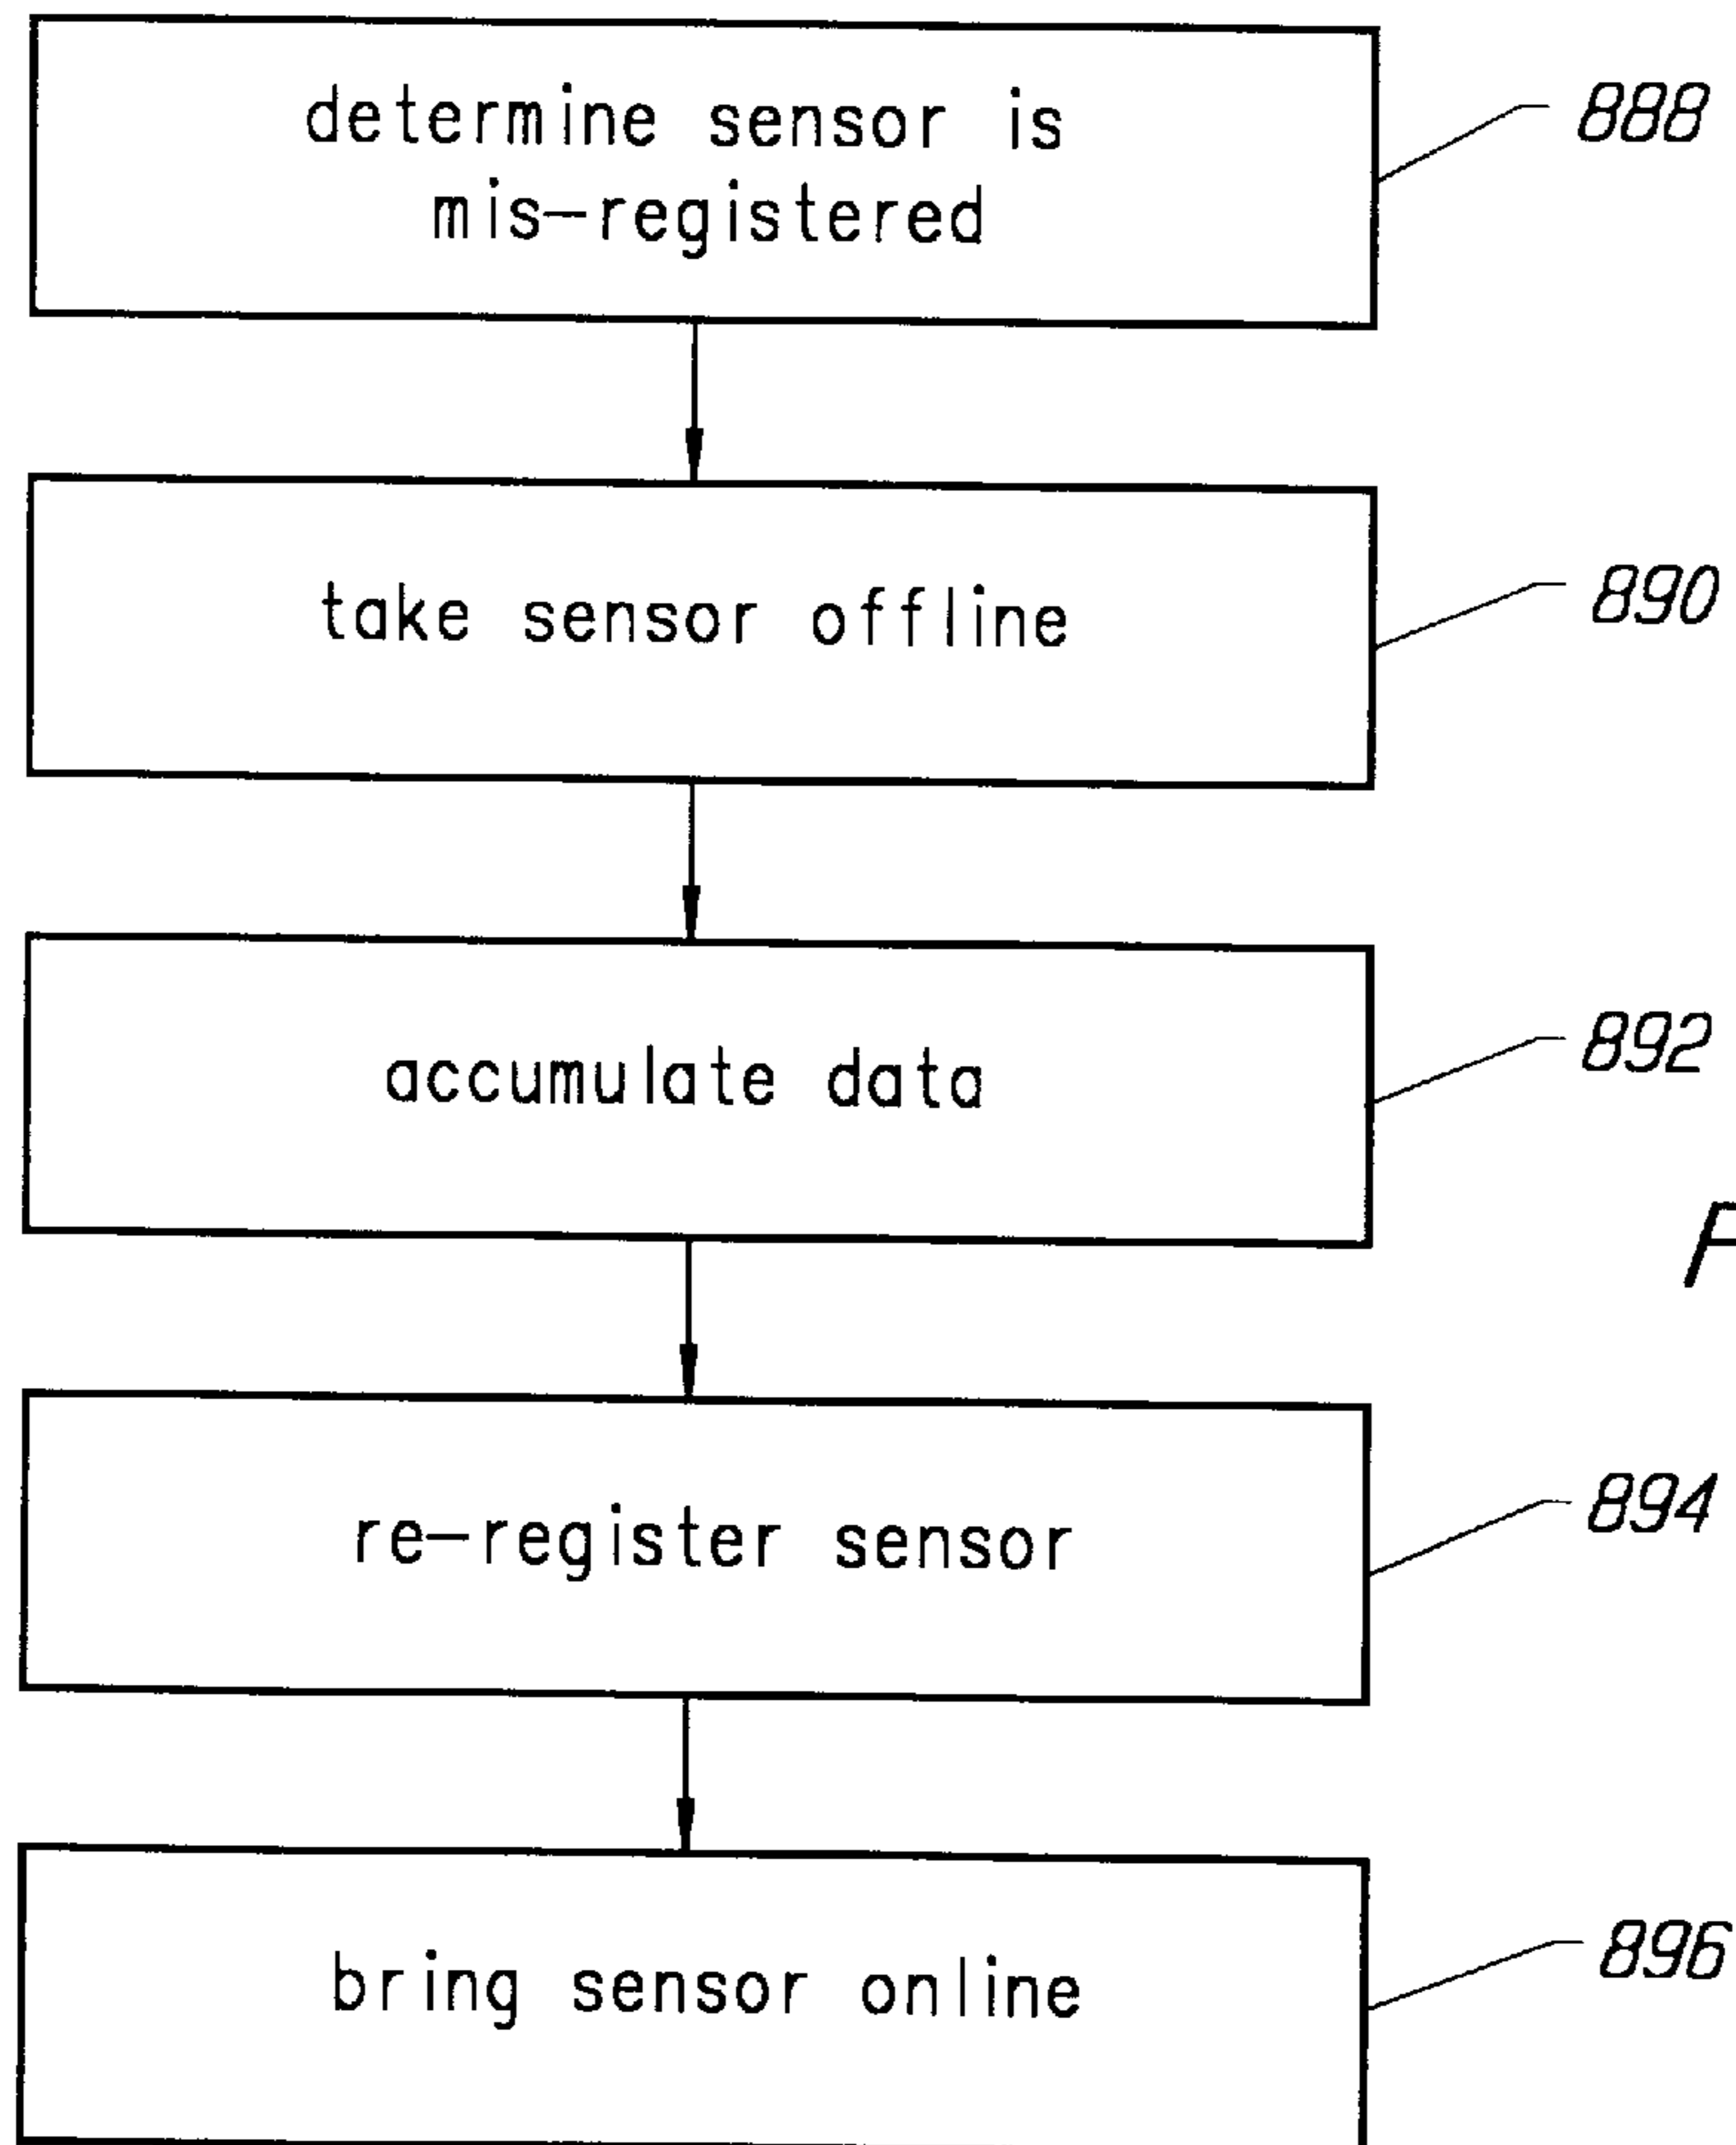 determine sensor is
mis-registered
888
take sensor offline
890
accumulate data
892
F
re-register sensor
894
bring sensor online
896